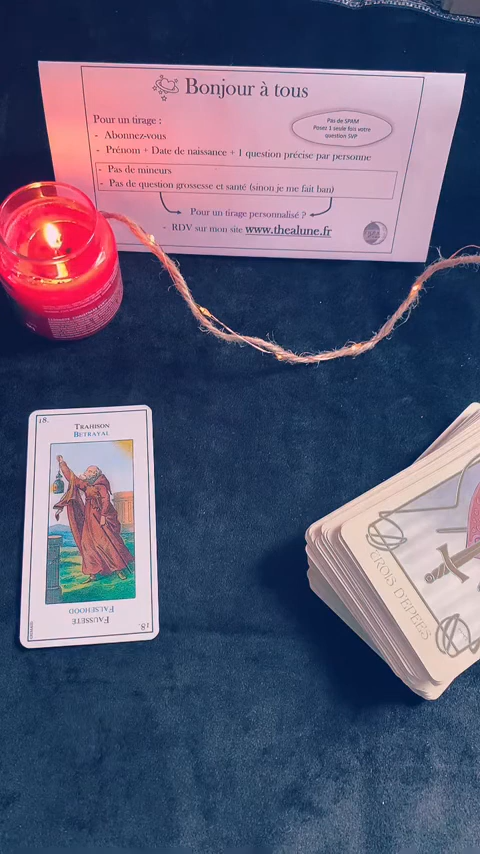 Bonjour à tous
Pour un tirage :
Pas de SPAM
Posez 1 seule fois votre
question SVP
- Abonnez-vous
- Prénom + Date de naissance + 1 question précise par personne
- Pas de mineurs
- Pas de question grossesse et santé (sinon je me fait ban)
Pour un tirage personnalisé ?
- RDV sur mon site www.thealune.fr
18.
TRAHISON
BETRAYAL
FALSEHOOD
FAUSSETÉ
18.
TROIS D'EPEES